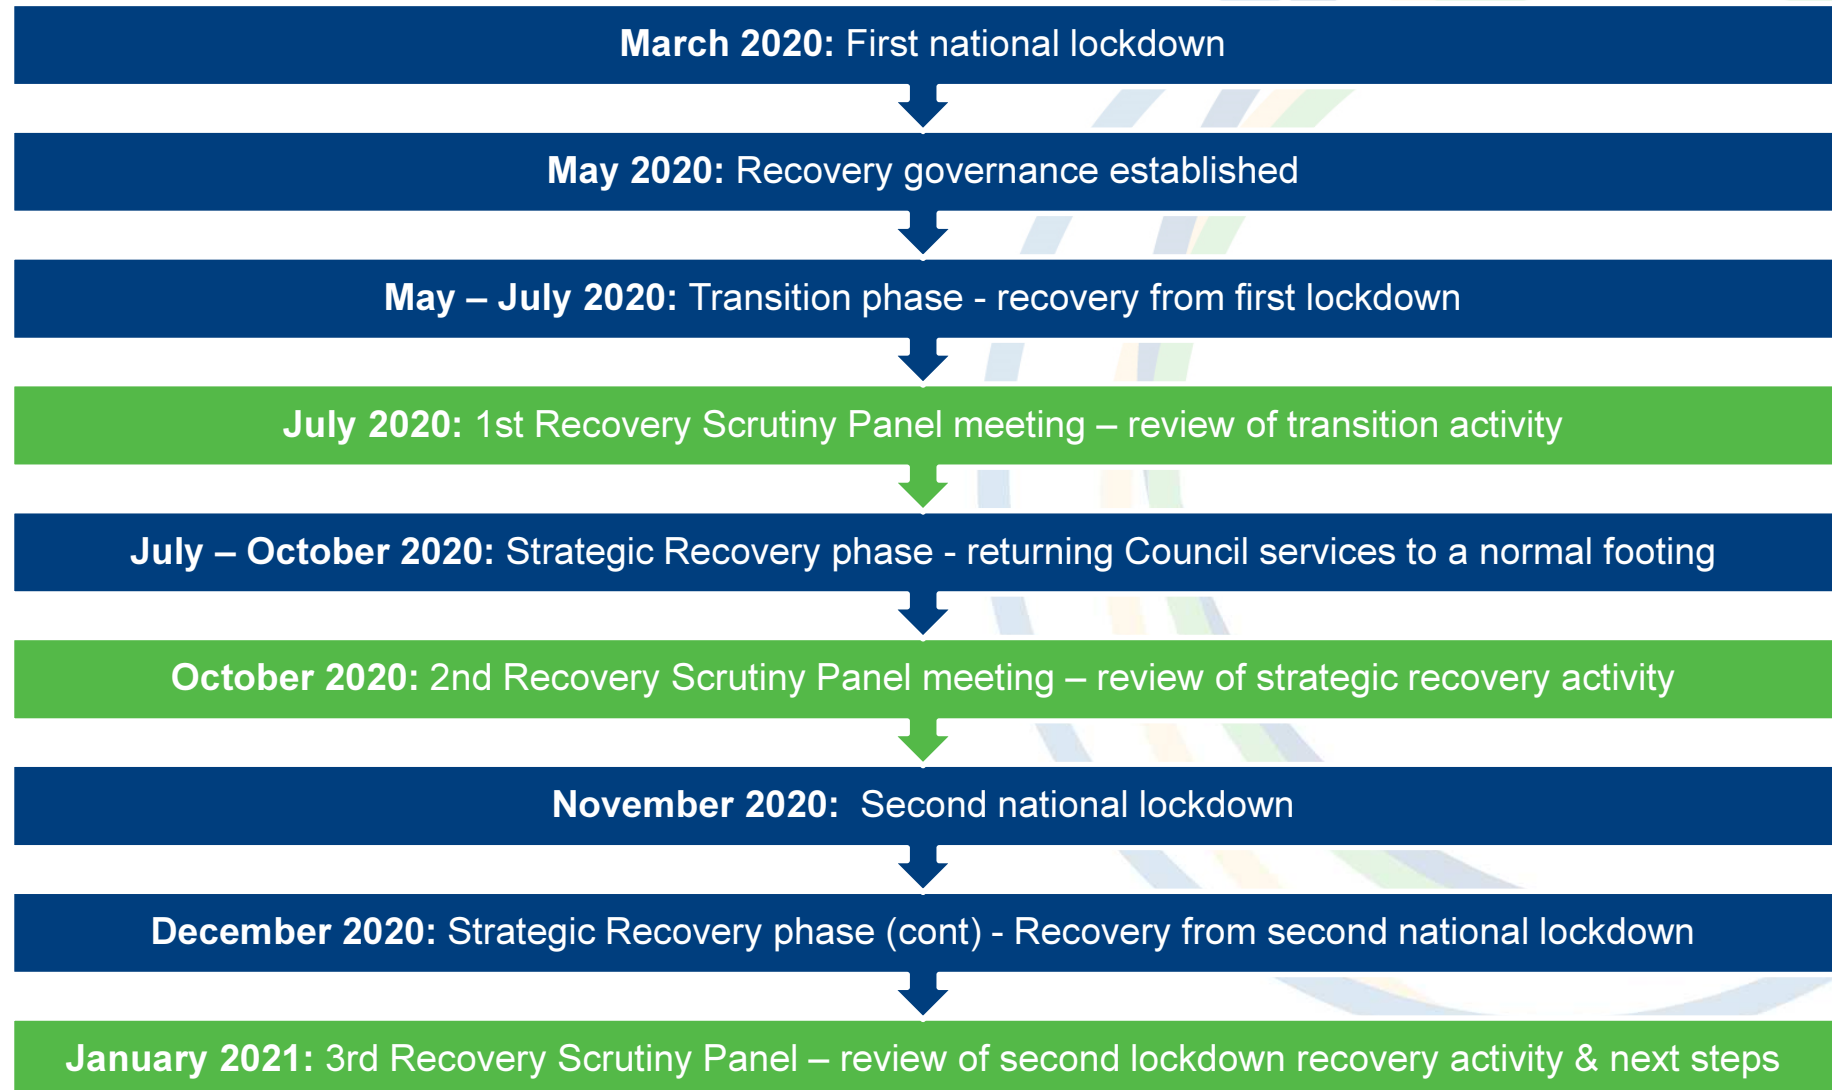 March 2020: First national lockdown
May 2020: Recovery governance established
May – July 2020: Transition phase - recovery from first lockdown
July 2020: 1st Recovery Scrutiny Panel meeting – review of transition activity
July – October 2020: Strategic Recovery phase - returning Council services to a normal footing
October 2020: 2nd Recovery Scrutiny Panel meeting – review of strategic recovery activity
November 2020:  Second national lockdown
December 2020: Strategic Recovery phase (cont) - Recovery from second national lockdown
January 2021: 3rd Recovery Scrutiny Panel – review of second lockdown recovery activity & next steps